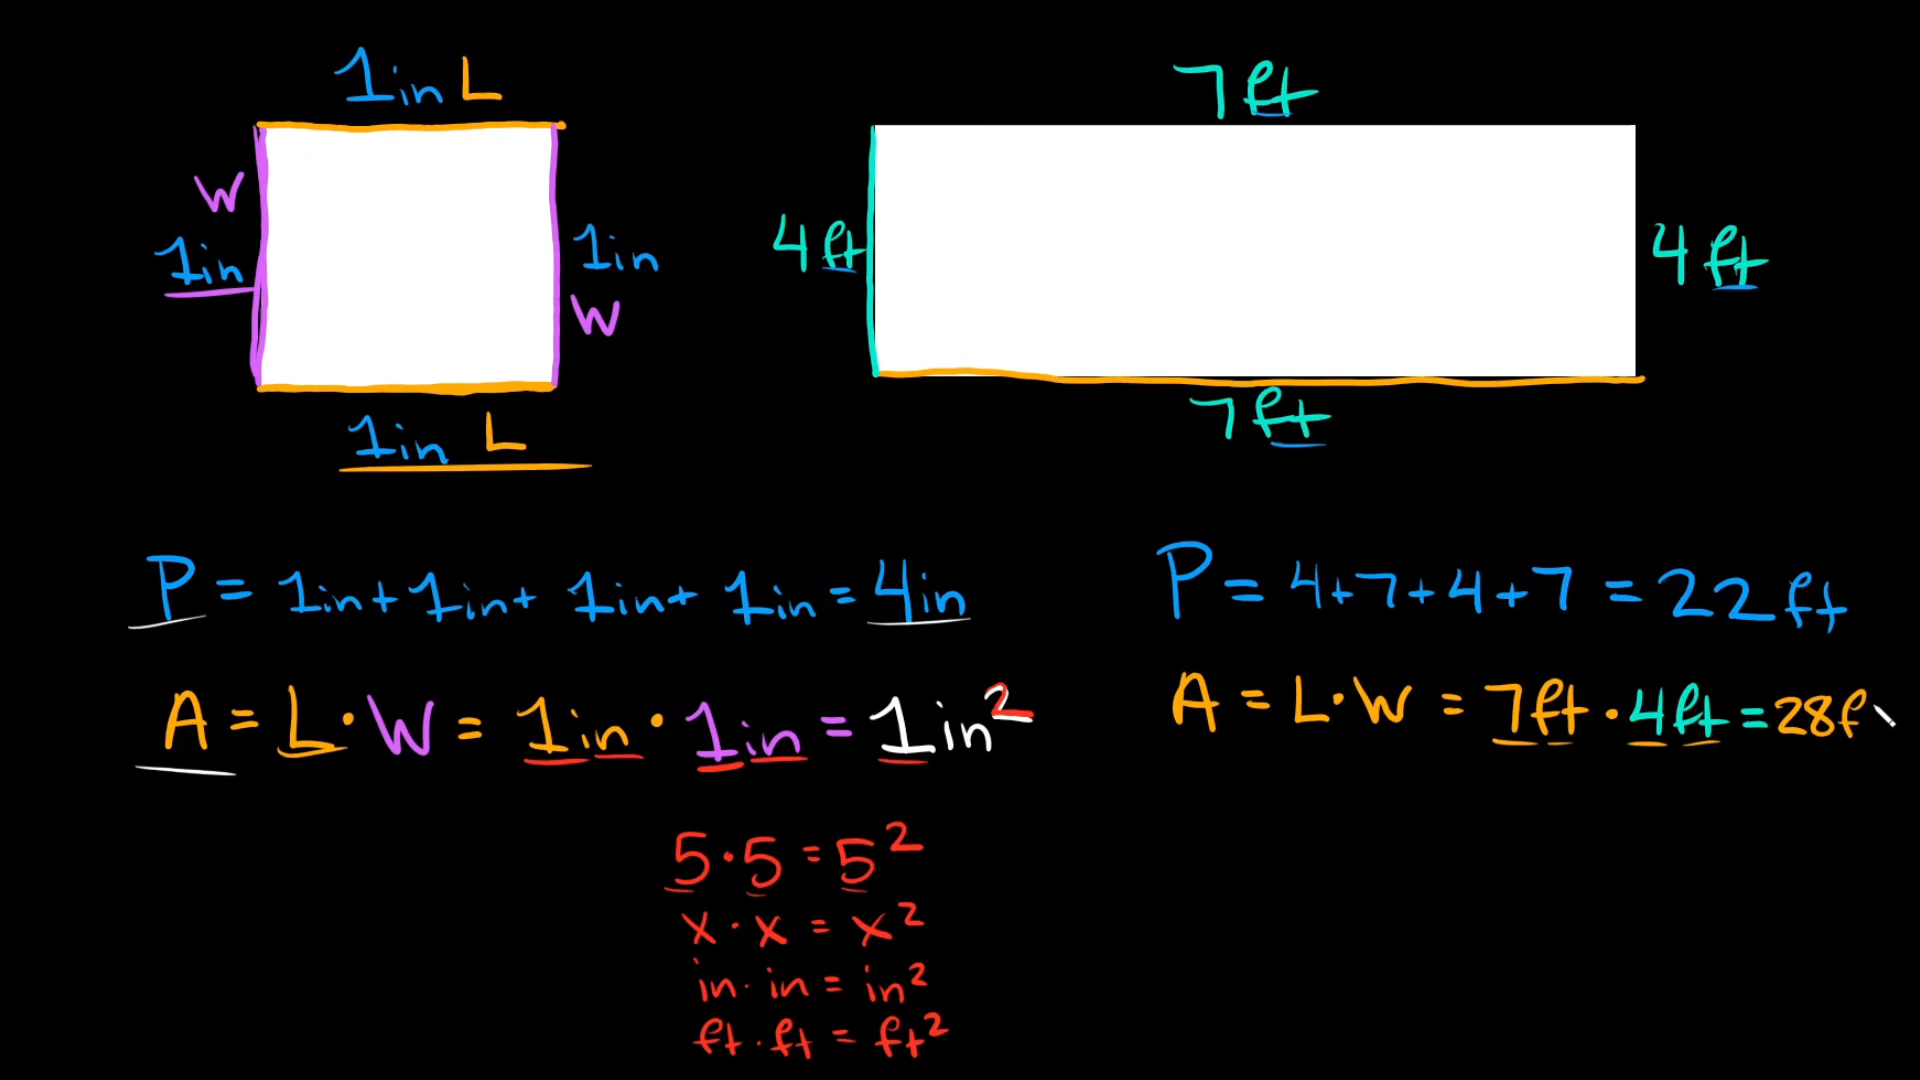 1in L
W
1in
1in
W
1in L
7ft
4ft
4ft
7ft
P = 1in + 1in + 1in + 1in = 4in
A = L · W = 1in · 1in = 1in²
5 · 5 = 5²
x · x = x²
in · in = in²
ft · ft = ft²
P = 4 + 7 + 4 + 7 = 22ft
A = L · W = 7ft · 4ft = 28f